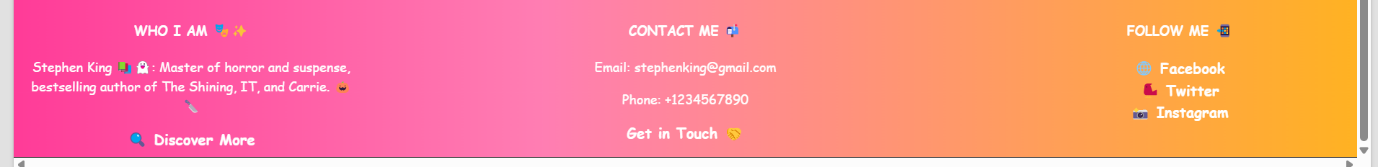 WHO I AM 🎭✨
Stephen King 📚👻: Master of horror and suspense,
bestselling author of The Shining, IT, and Carrie. 🎃
🔪
🔍 Discover More
CONTACT ME 📬
Email: stephenking@gmail.com
Phone: +1234567890
Get in Touch 🤝
FOLLOW ME 📲
🌐 Facebook
🐦 Twitter
📸 Instagram